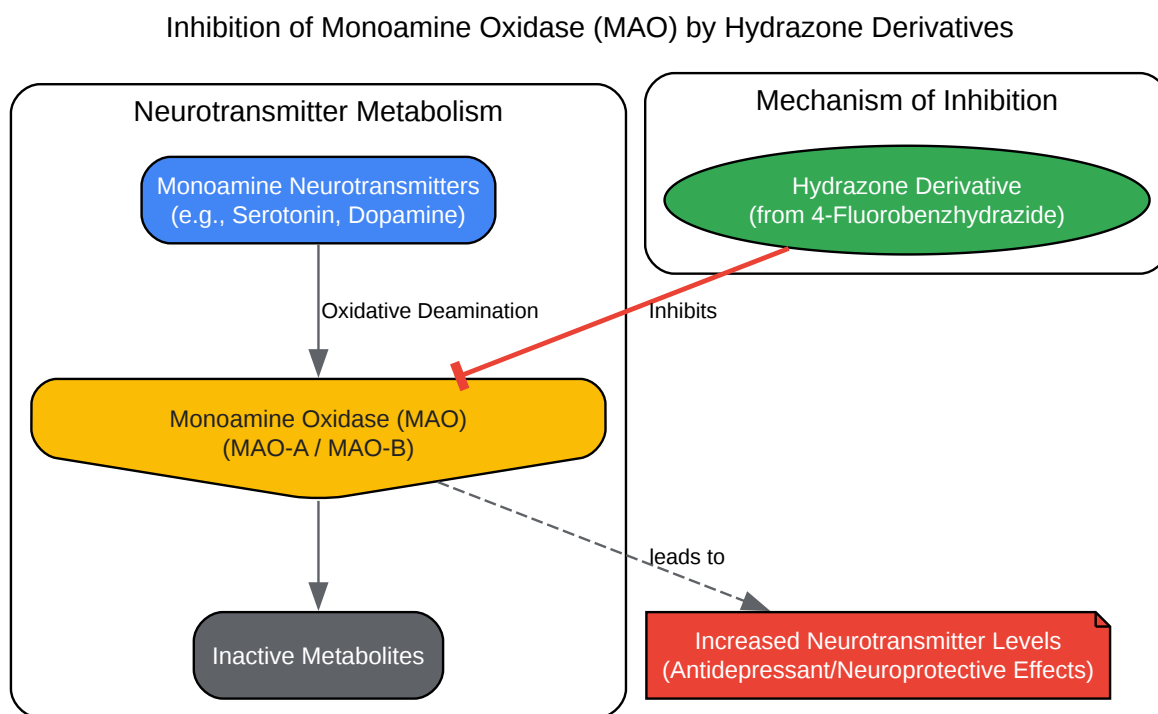 Inhibition of Monoamine Oxidase (MAO) by Hydrazone Derivatives
Neurotransmitter Metabolism
Monoamine Neurotransmitters
(e.g., Serotonin, Dopamine)
Oxidative Deamination
Monoamine Oxidase (MAO)
(MAO-A / MAO-B)
Inactive Metabolites
Mechanism of Inhibition
Hydrazone Derivative
(from 4-Fluorobenzhydrazide)
Inhibits
leads to
Increased Neurotransmitter Levels
(Antidepressant/Neuroprotective Effects)